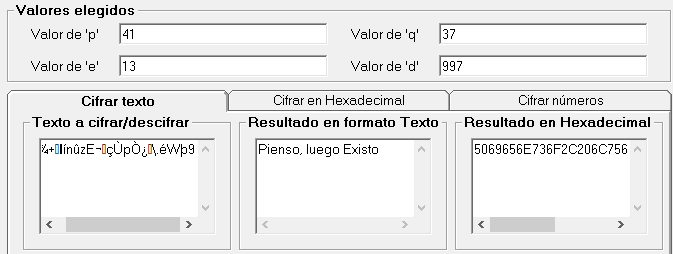 Valores elegidos
Valor de 'p' 41 Valor de 'q' 37
Valor de 'e' 13 Valor de 'd' 997
Cifrar texto Cifrar en Hexadecimal Cifrar números
Texto a cifrar/descifrar Resultado en formato Texto Resultado en Hexadecimal
Pienso, luego Existo 5069656E736F2C206C756